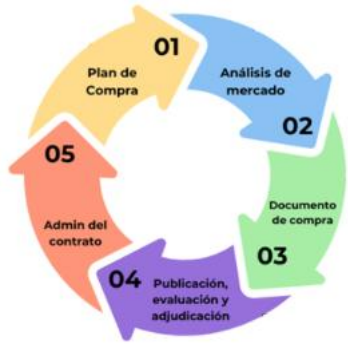 01
Plan de
Compra
Análisis de
mercado
02
Documento
de compra
03
Publicación,
evaluación y
adjudicación
04
Admin del
contrato
05